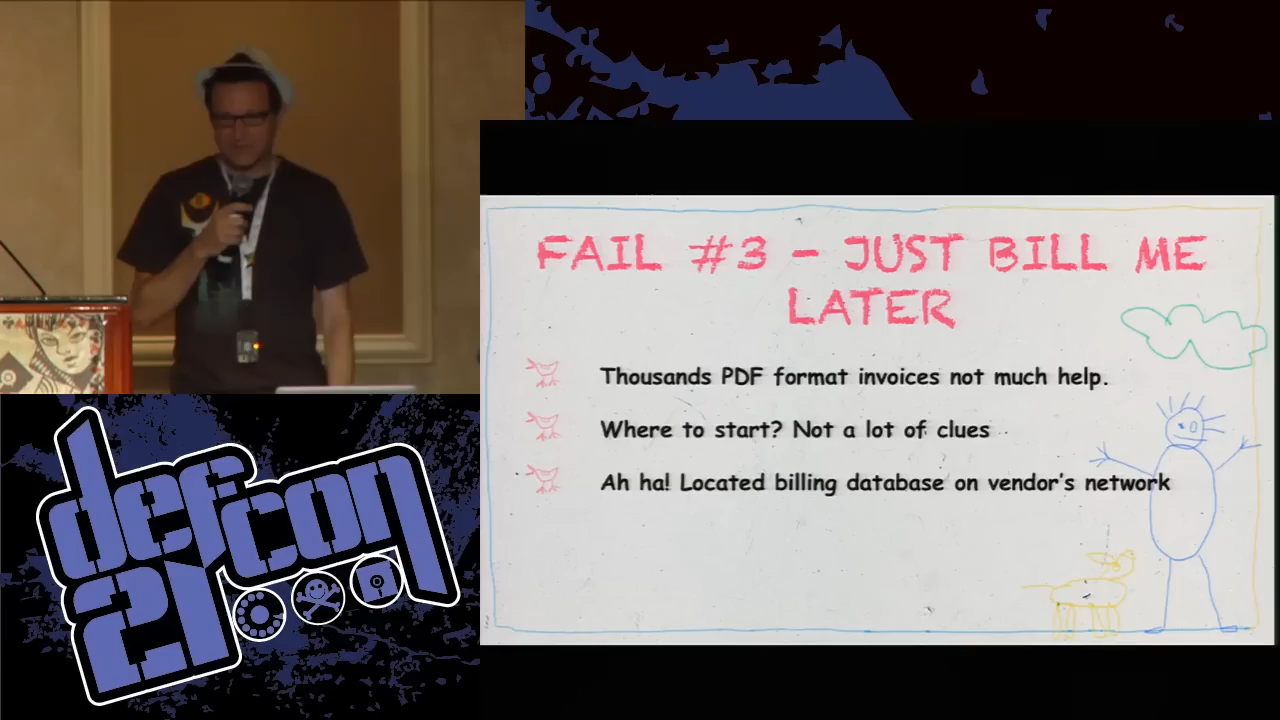 FAIL #3 - JUST BILL ME
LATER
Thousands PDF format invoices not much help.
Where to start? Not a lot of clues
Ah ha! Located billing database on vendor's network
defcon
21